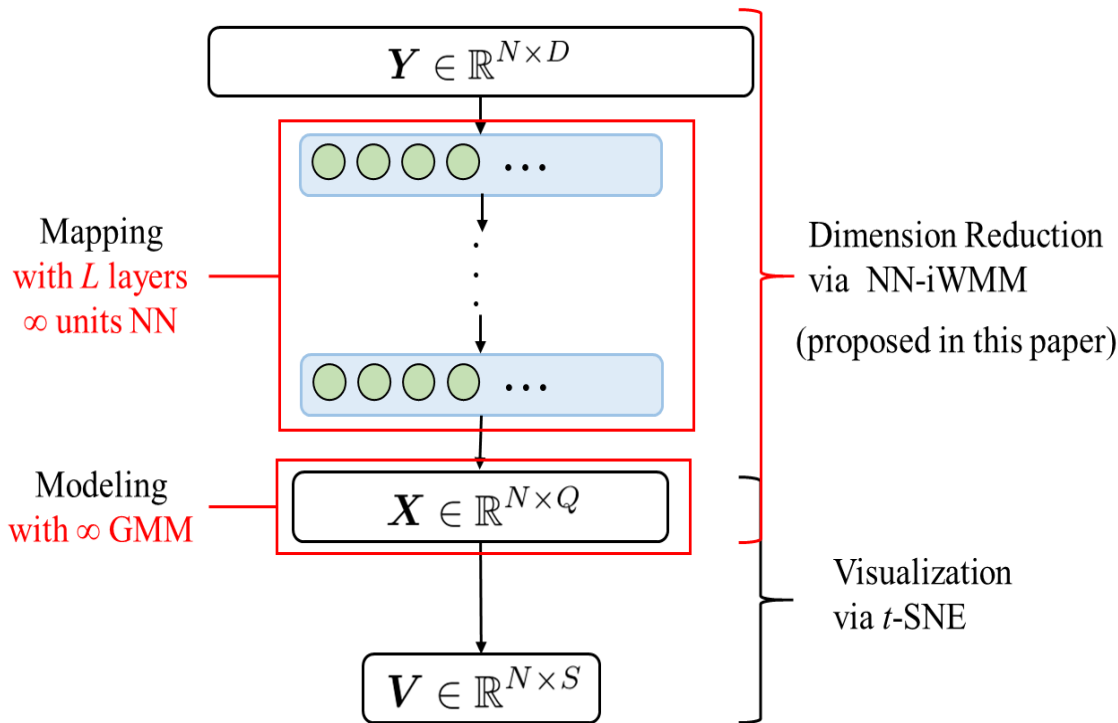 Y ∈ ℝ^{N×D}
...
Mapping
with L layers
∞ units NN
Dimension Reduction
via NN-iWMM
(proposed in this paper)
...
Modeling
with ∞ GMM
X ∈ ℝ^{N×Q}
Visualization
via t-SNE
V ∈ ℝ^{N×S}